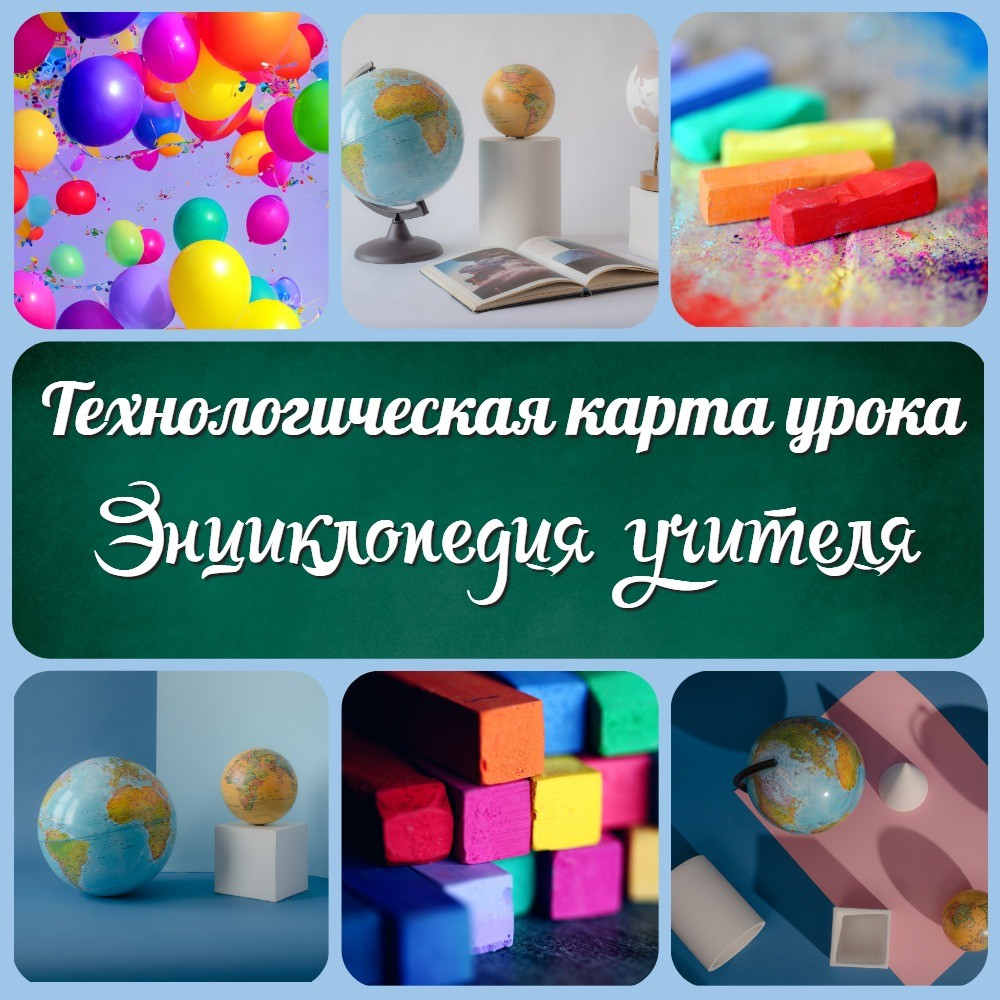 Технологическая карта урока
Энциклопедия учителя